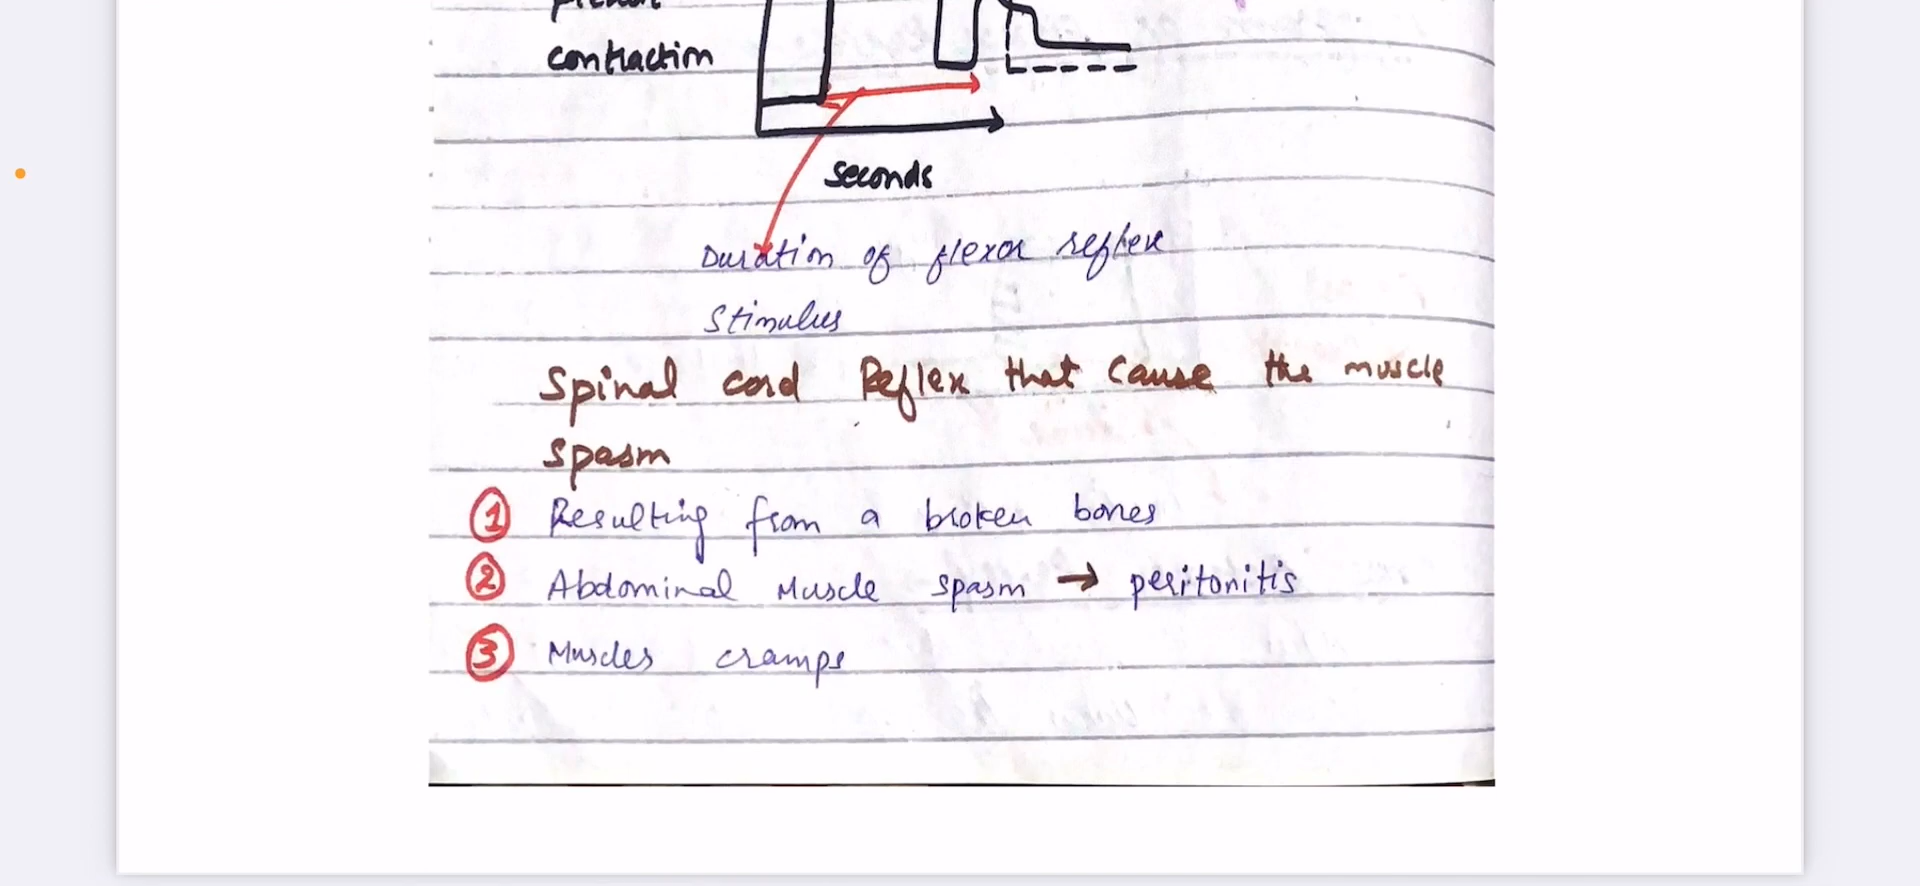 contraction
seconds
Duration of flexor reflex
stimulus
Spinal cord Reflex that cause the muscle
spasm
1 Resulting from a broken bones
2 Abdominal Muscle spasm → peritonitis
3 Muscles cramps